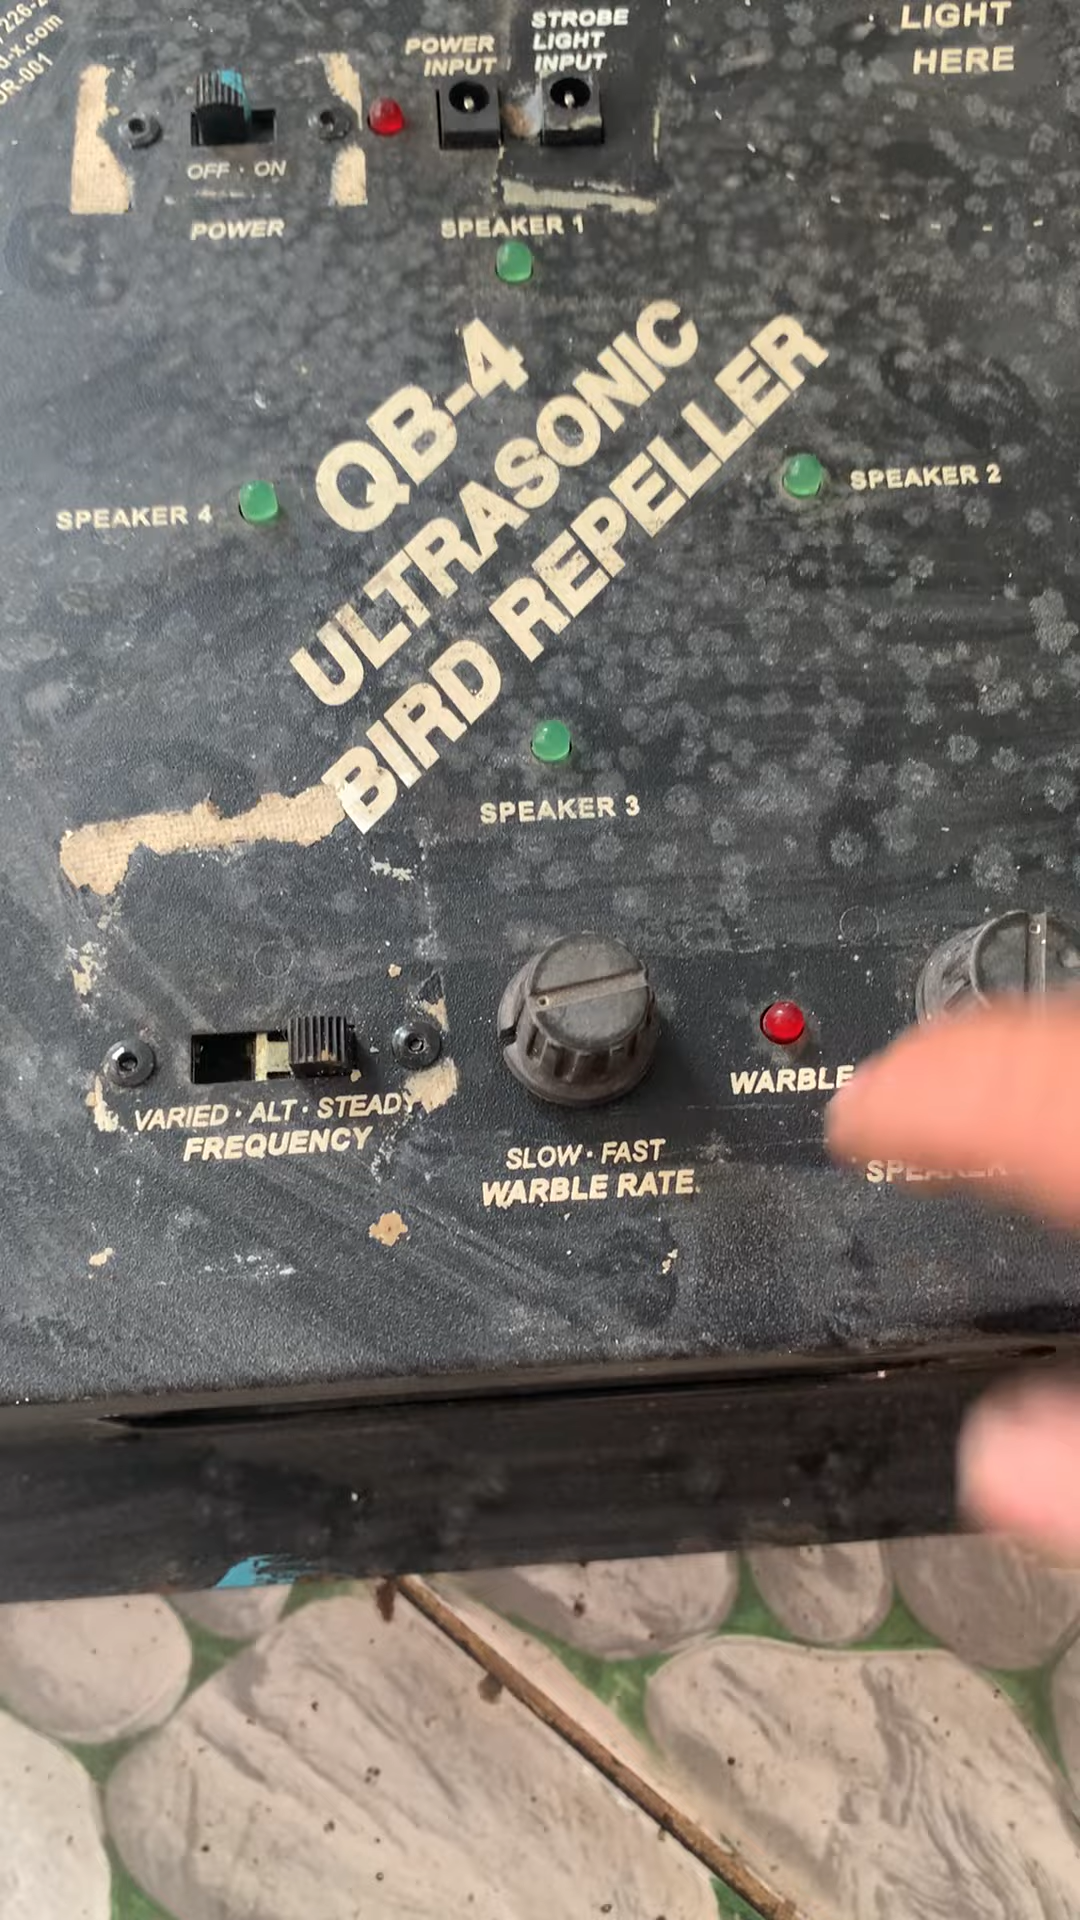 LIGHT
HERE
POWER
INPUT
STROBE
LIGHT
INPUT
OFF · ON
POWER
SPEAKER 1
QB-4
ULTRASONIC
BIRD REPELLER
SPEAKER 4
SPEAKER 2
SPEAKER 3
VARIED · ALT · STEADY
FREQUENCY
SLOW · FAST
WARBLE RATE
WARBLE
SPEAKER